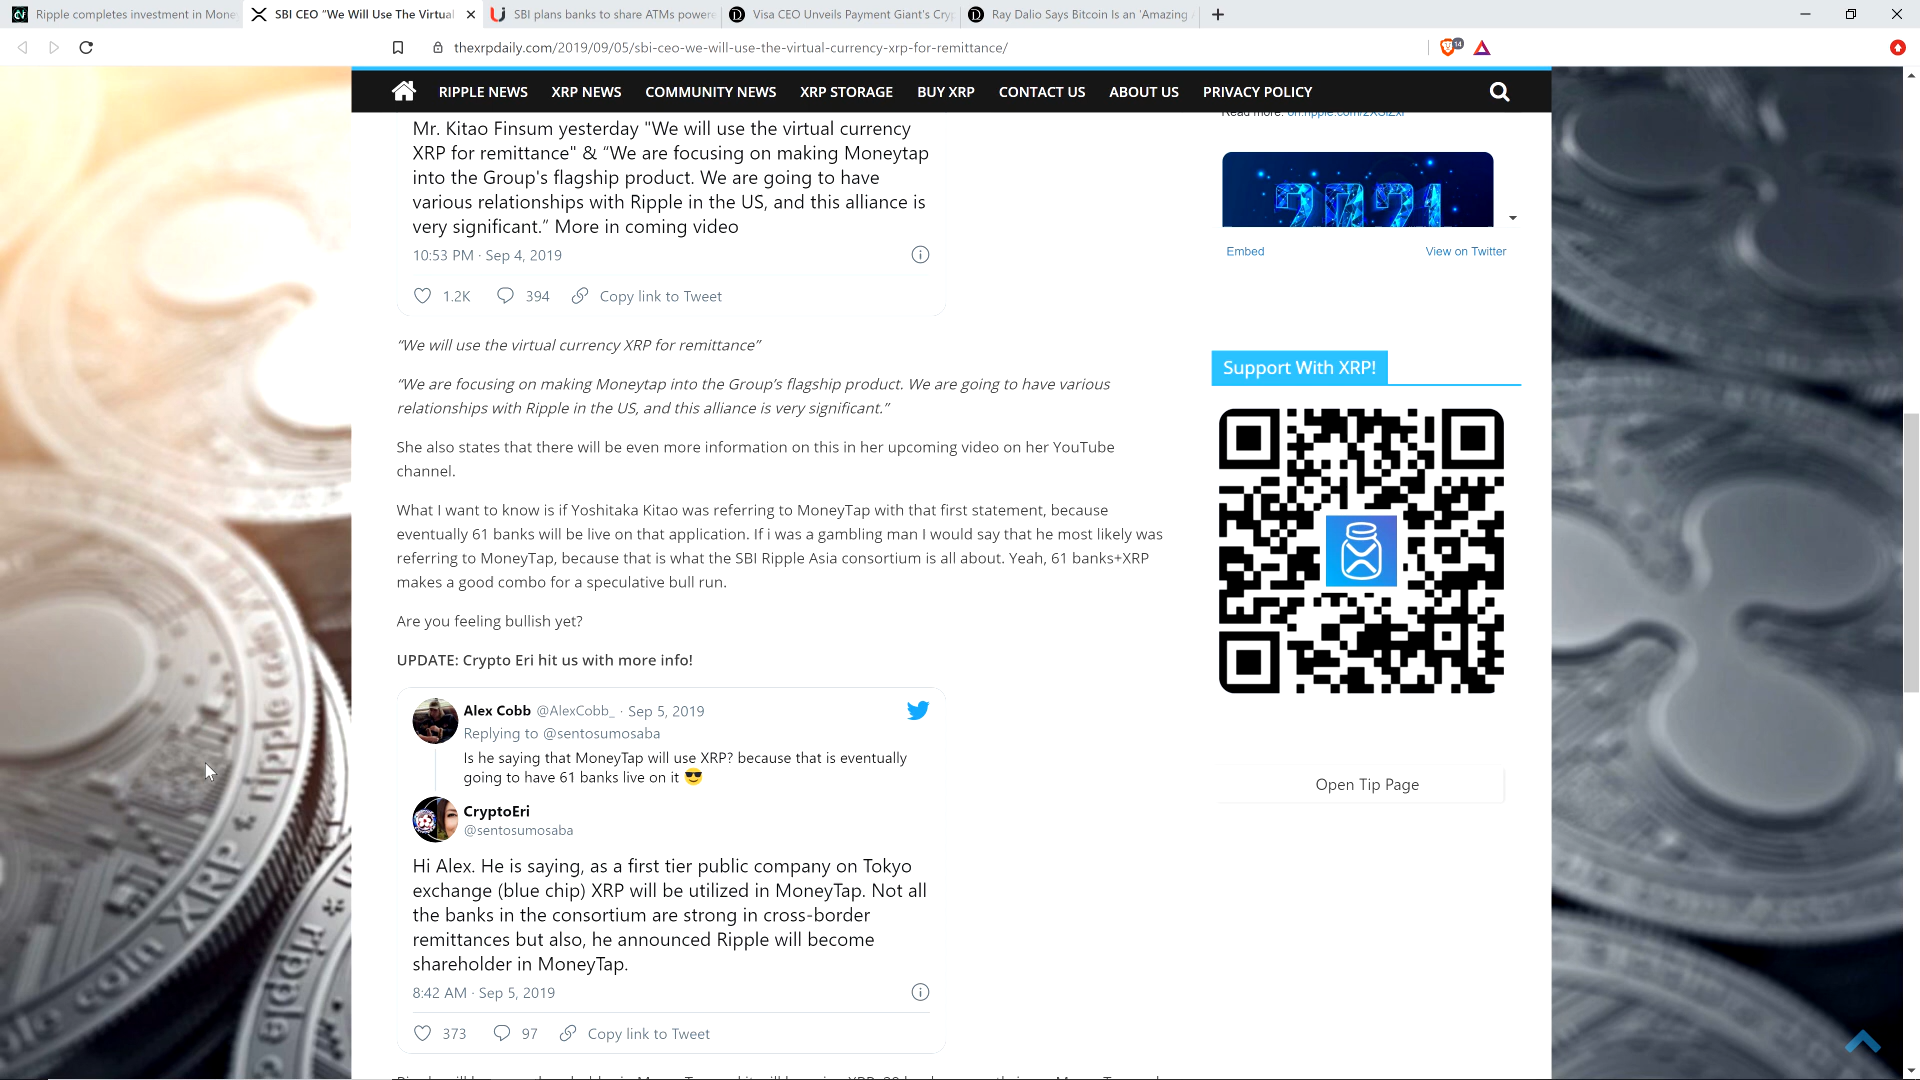 Ripple completes investment in Mone
SBI CEO "We Will Use The Virtual
SBI plans banks to share ATMs powere
Visa CEO Unveils Payment Giant's Cry
Ray Dalio Says Bitcoin Is an 'Amazing
thexrpdaily.com/2019/09/05/sbi-ceo-we-will-use-the-virtual-currency-xrp-for-remittance/
14
RIPPLE NEWS XRP NEWS COMMUNITY NEWS XRP STORAGE BUY XRP CONTACT US ABOUT US PRIVACY POLICY
Mr. Kitao Finsum yesterday "We will use the virtual currency
XRP for remittance" & “We are focusing on making Moneytap
into the Group's flagship product. We are going to have
various relationships with Ripple in the US, and this alliance is
very significant.” More in coming video
10:53 PM · Sep 4, 2019
1.2K 394 Copy link to Tweet
“We will use the virtual currency XRP for remittance”
“We are focusing on making Moneytap into the Group’s flagship product. We are going to have various
relationships with Ripple in the US, and this alliance is very significant.”
She also states that there will be even more information on this in her upcoming video on her YouTube
channel.
What I want to know is if Yoshitaka Kitao was referring to MoneyTap with that first statement, because
eventually 61 banks will be live on that application. If i was a gambling man I would say that he most likely was
referring to MoneyTap, because that is what the SBI Ripple Asia consortium is all about. Yeah, 61 banks+XRP
makes a good combo for a speculative bull run.
Are you feeling bullish yet?
UPDATE: Crypto Eri hit us with more info!
Alex Cobb @AlexCobb_ · Sep 5, 2019
Replying to @sentosumosaba
Is he saying that MoneyTap will use XRP? because that is eventually
going to have 61 banks live on it 😎
CryptoEri
@sentosumosaba
Hi Alex. He is saying, as a first tier public company on Tokyo
exchange (blue chip) XRP will be utilized in MoneyTap. Not all
the banks in the consortium are strong in cross-border
remittances but also, he announced Ripple will become
shareholder in MoneyTap.
8:42 AM · Sep 5, 2019
373 97 Copy link to Tweet
Read more:
2021
Embed View on Twitter
Support With XRP!
Open Tip Page
coin XRP ripple
ripple coin